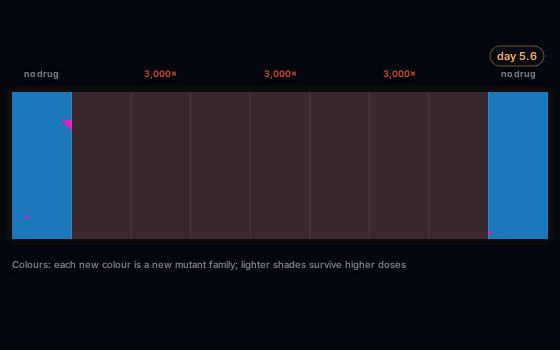 day 5.6
no drug 3,000× 3,000× 3,000× no drug
Colours: each new colour is a new mutant family; lighter shades survive higher doses